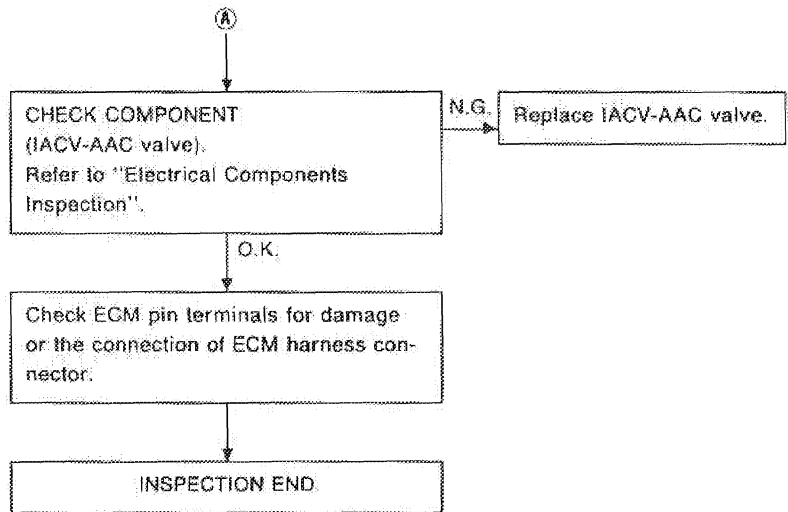 A
CHECK COMPONENT
(IACV-AAC valve).
Refer to "Electrical Components
Inspection".
N.G.
Replace IACV-AAC valve.
O.K.
Check ECM pin terminals for damage
or the connection of ECM harness con-
nector.
INSPECTION END